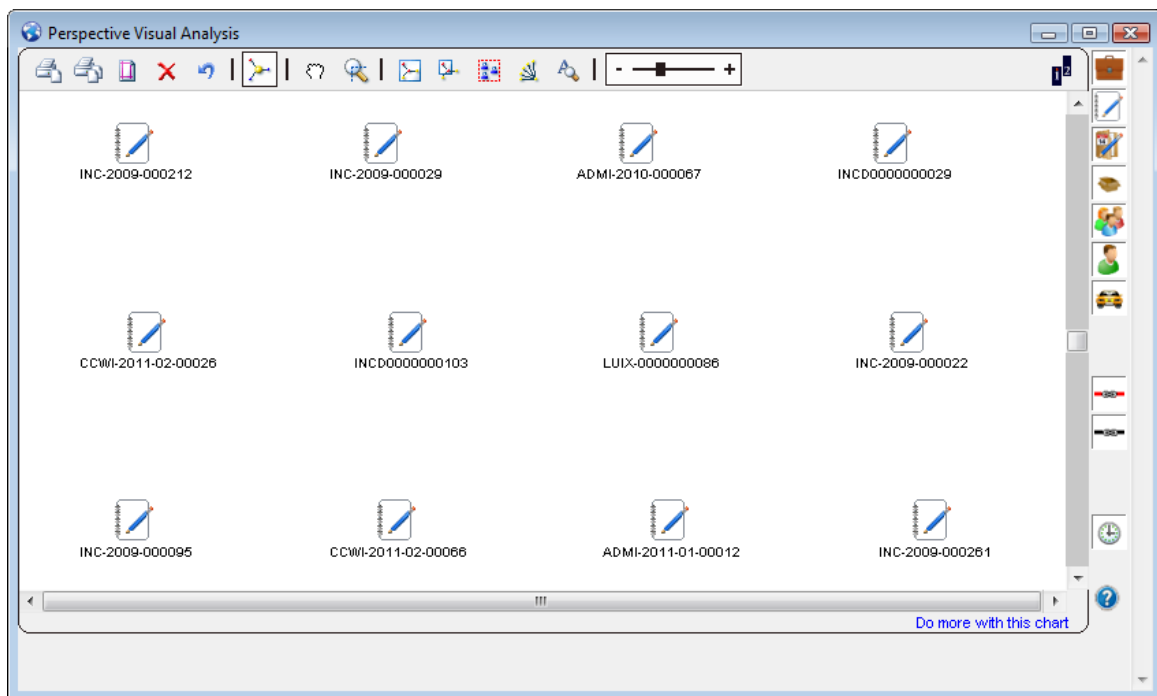 Perspective Visual Analysis
- +
1 2
INC-2009-000212 INC-2009-000029 ADMI-2010-000067 INCD0000000029
CCWI-2011-02-00026 INCD0000000103 LUIX-0000000086 INC-2009-000022
INC-2009-000095 CCWI-2011-02-00066 ADMI-2011-01-00012 INC-2009-000261
Do more with this chart